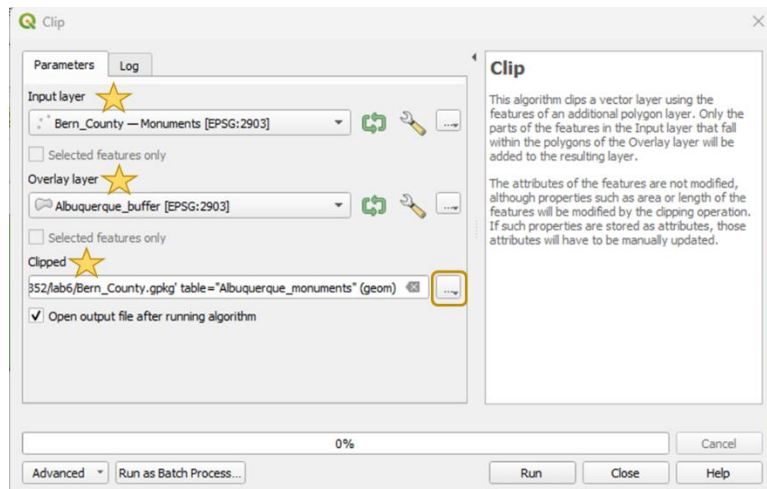 Clip
Parameters
Log
Input layer
Bern_County — Monuments [EPSG:2903]
Selected features only
Overlay layer
Albuquerque_buffer [EPSG:2903]
Selected features only
Clipped
352/lab6/Bern_County.gpkg' table="Albuquerque_monuments" (geom)
...
Open output file after running algorithm
Clip
This algorithm clips a vector layer using the
features of an additional polygon layer. Only the
parts of the features in the Input layer that fall
within the polygons of the Overlay layer will be
added to the resulting layer.
The attributes of the features are not modified,
although properties such as area or length of the
features will be modified by the clipping operation.
If such properties are stored as attributes, those
attributes will have to be manually updated.
0%
Cancel
Advanced
Run as Batch Process...
Run
Close
Help